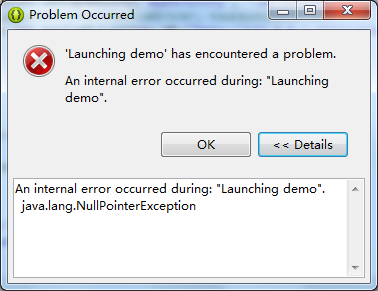 Problem Occurred
'Launching demo' has encountered a problem.
An internal error occurred during: "Launching
demo".
OK
<< Details
An internal error occurred during: "Launching demo".
java.lang.NullPointerException